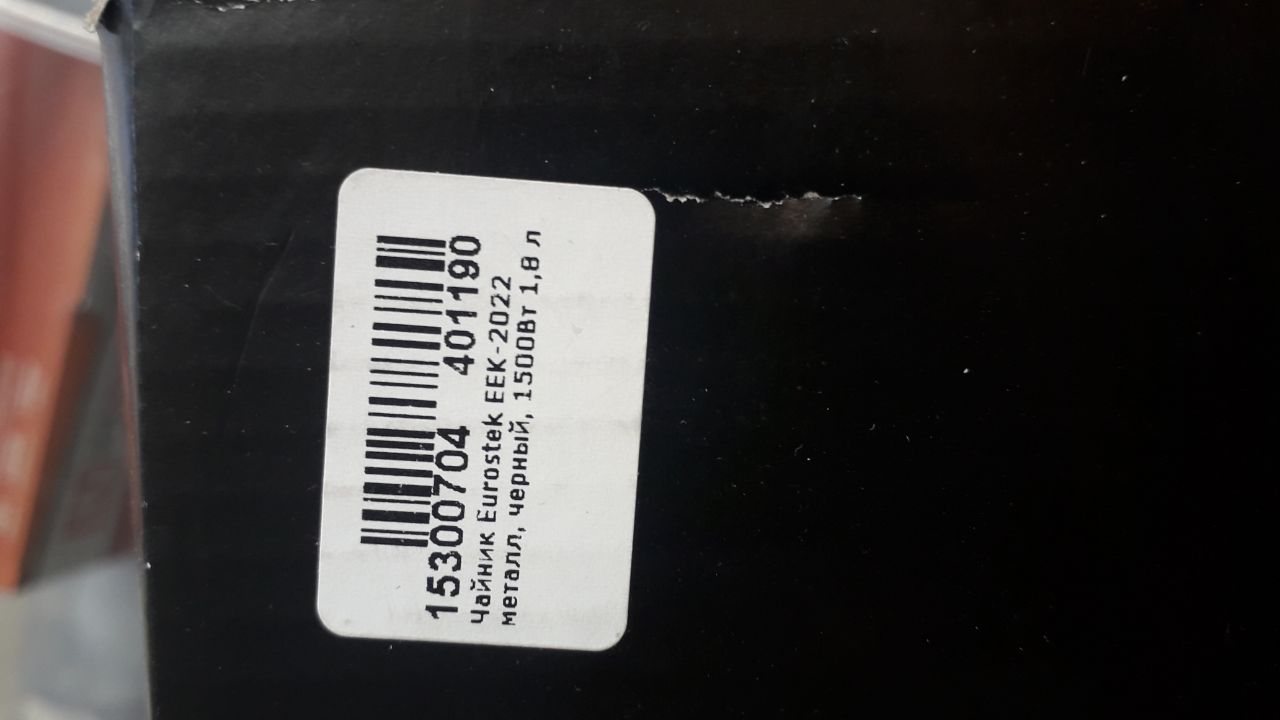 15300704 401190
Чайник Eurostek EEK-2022
металл, черный, 1500Вт 1,8 л